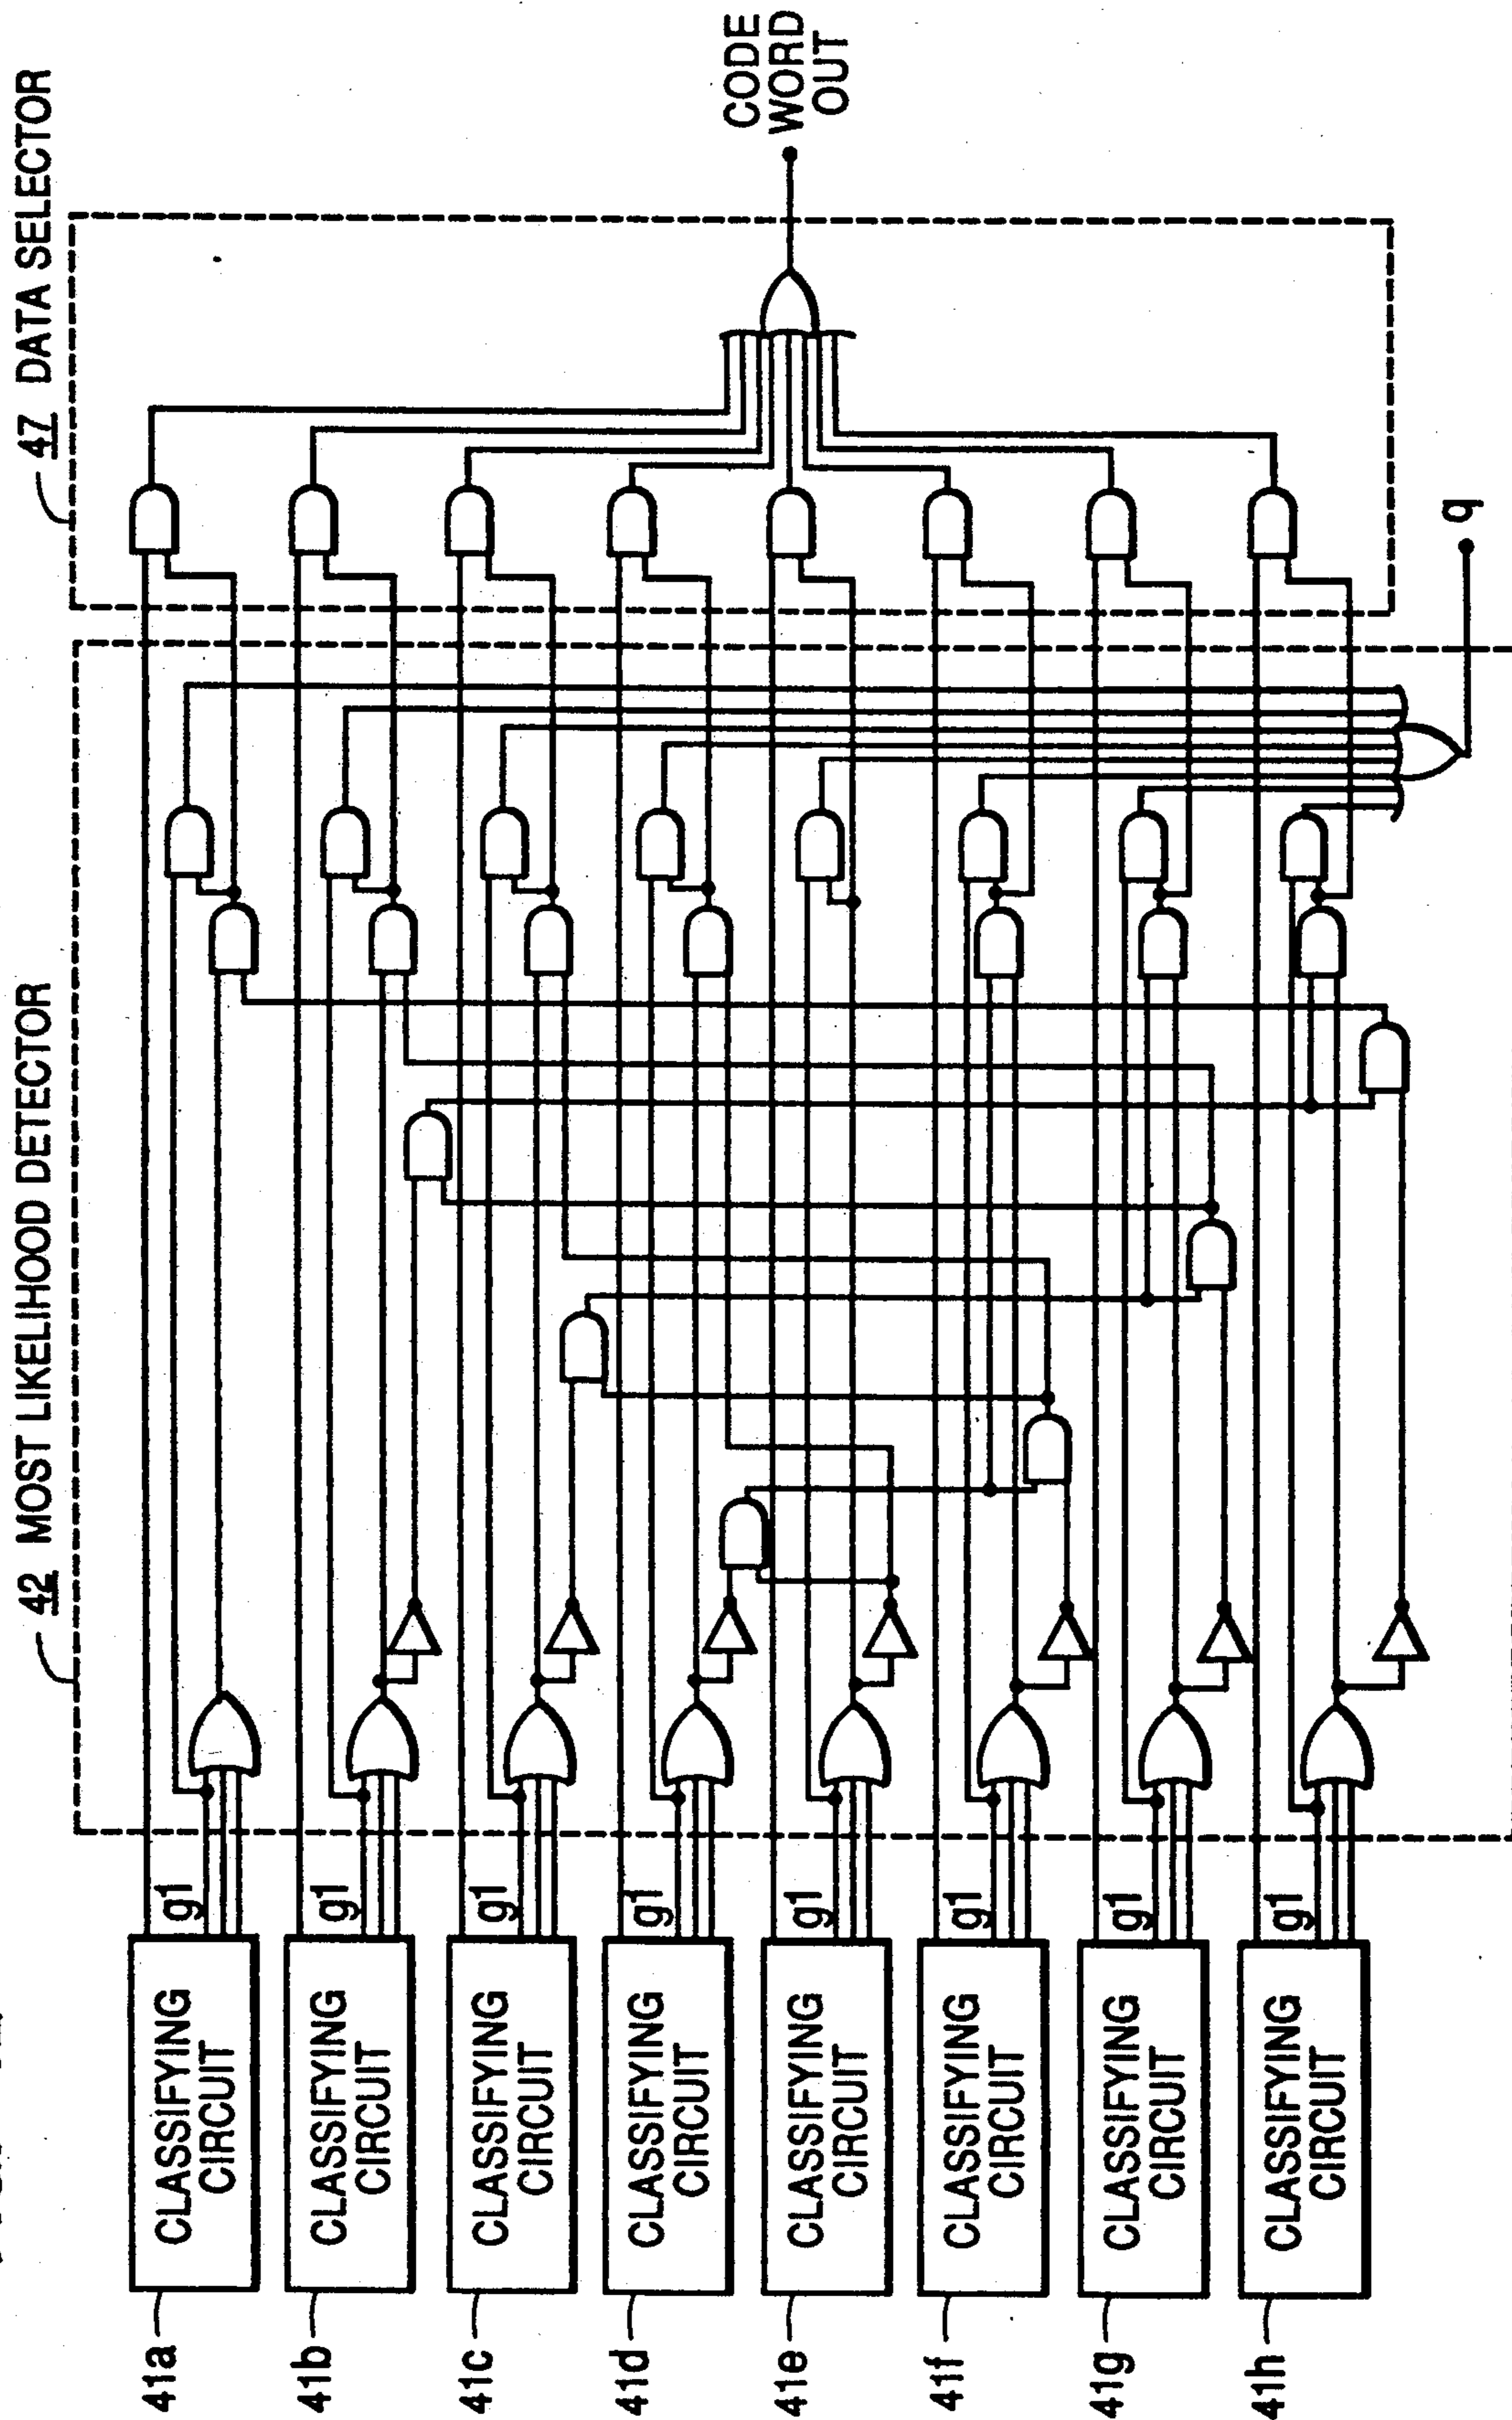 42 MOST LIKELIHOOD DETECTOR
47 DATA SELECTOR
41a
CLASSIFYING
CIRCUIT
g1
41b
CLASSIFYING
CIRCUIT
g1
41c
CLASSIFYING
CIRCUIT
g1
41d
CLASSIFYING
CIRCUIT
g1
41e
CLASSIFYING
CIRCUIT
g1
41f
CLASSIFYING
CIRCUIT
g1
41g
CLASSIFYING
CIRCUIT
g1
41h
CLASSIFYING
CIRCUIT
g1
CODE
WORD
OUT
q